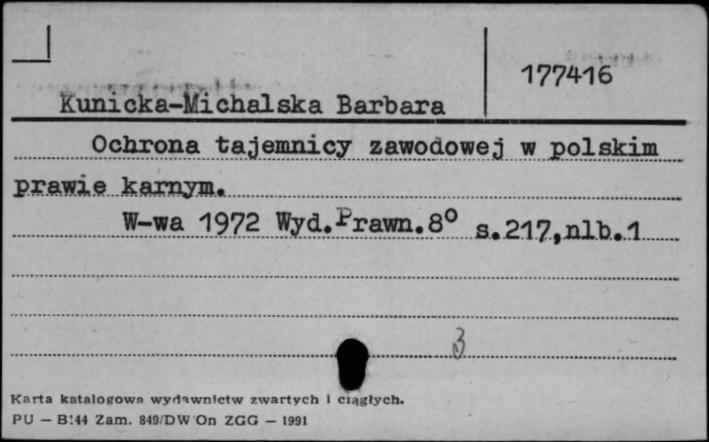 177416
Kunicka-Michalska Barbara
Ochrona tajemnicy zawodowej w polskim
prawie karnym.
W-wa 1972 Wyd.Prawn.8° s.217,nlb.1
3
Karta katalogowa wydawnictw zwartych i ciągłych.
PU — B:44 Zam. 849/DW On ZGG — 1991